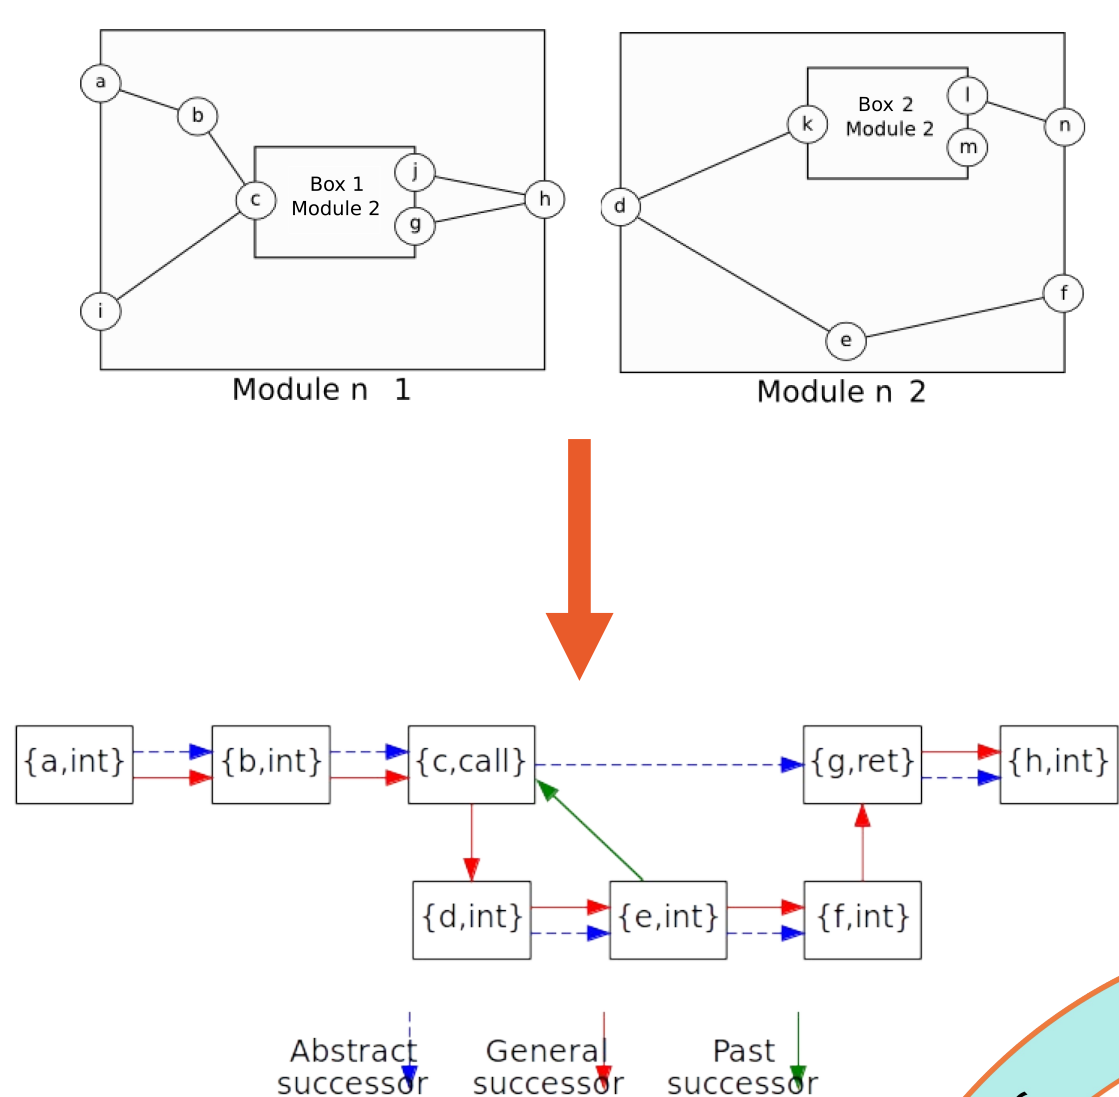 a
b
c
i
Box 1
Module 2
j
g
h
Module n 1
d
k
Box 2
Module 2
l
m
n
e
f
Module n 2
{a,int} {b,int} {c,call} {g,ret} {h,int}
{d,int} {e,int} {f,int}
Abstract
successor
General
successor
Past
successor